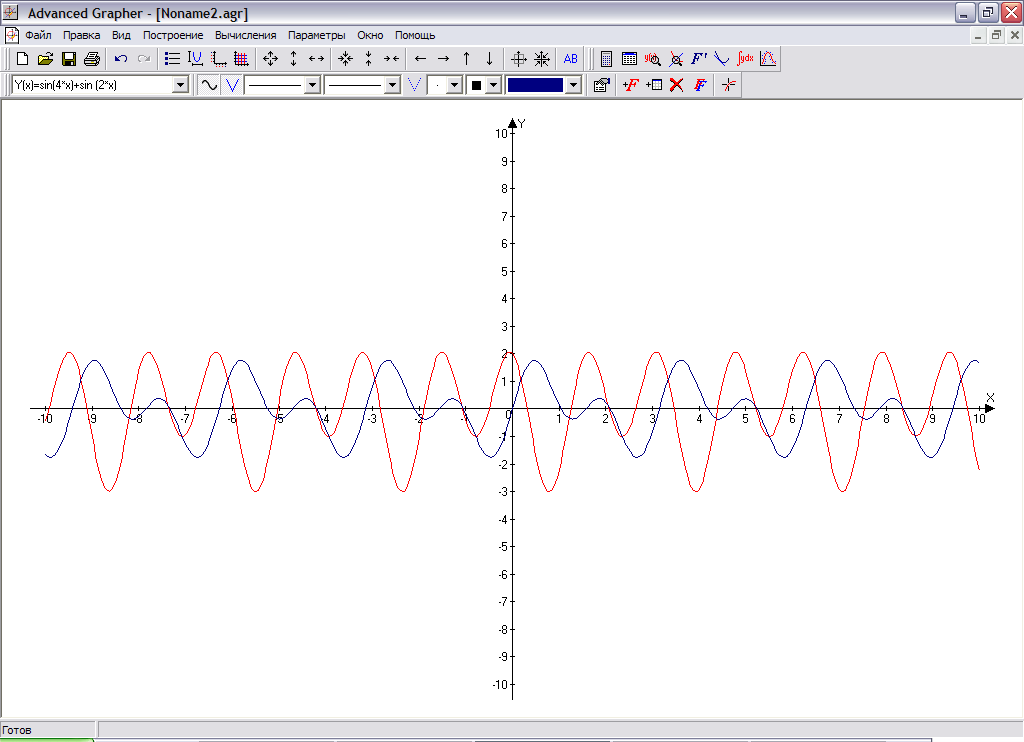 Advanced Grapher - [Noname2.agr]
Файл Правка Вид Построение Вычисления Параметры Окно Помощь
AB
Y(x)=sin(4*x)+sin (2*x)
Y
10
9
8
7
6
5
4
3
2
1
X
-10 -9 -8 -7 -6 -5 -4 -3 -2 -1 0 1 2 3 4 5 6 7 8 9 10
-1
-2
-3
-4
-5
-6
-7
-8
-9
-10
Готов